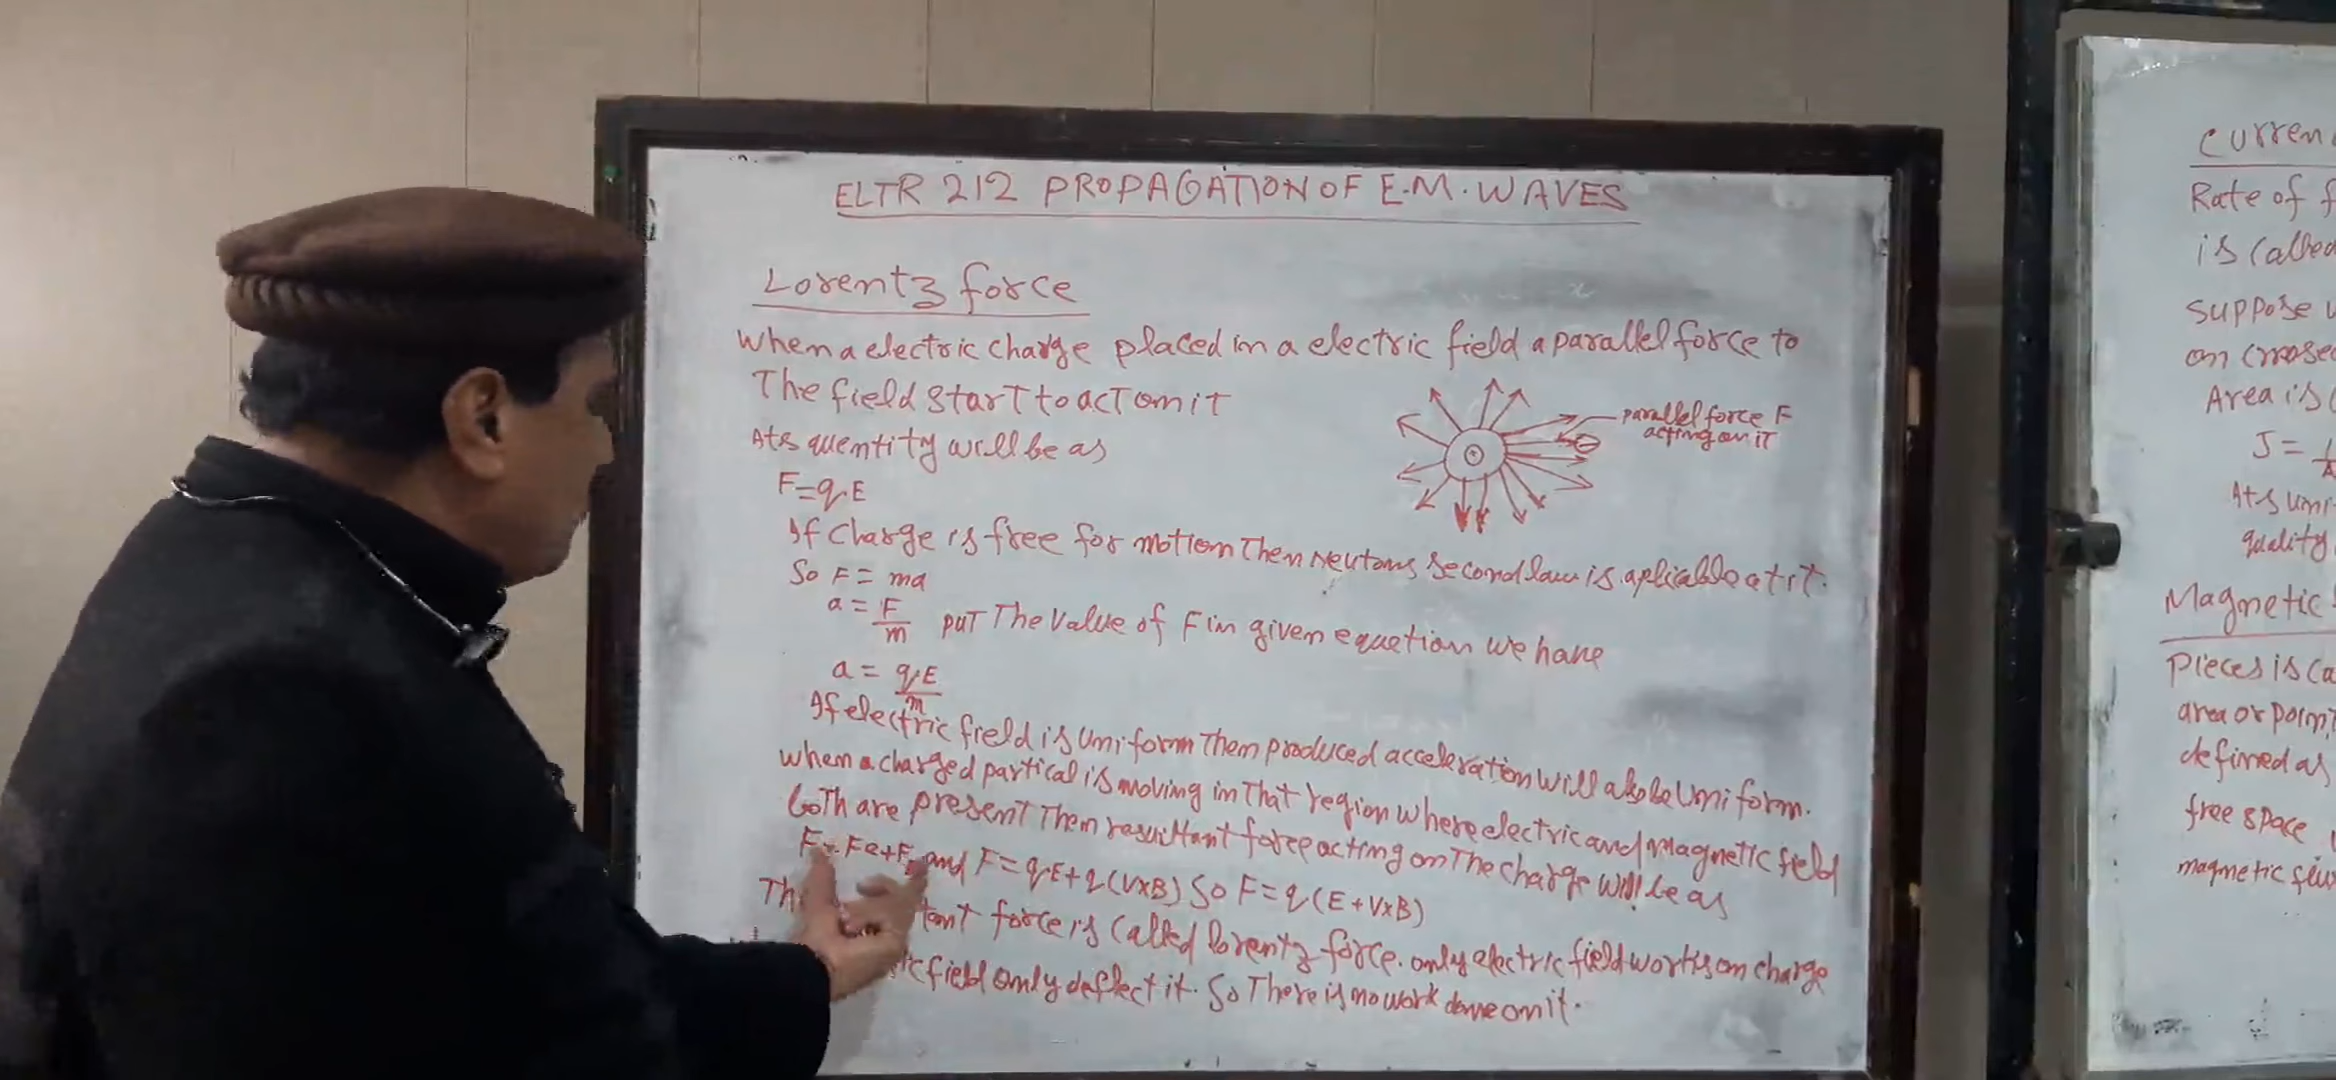 ELTR 212 PROPAGATION OF E.M. WAVES
Lorentz force
When a electric charge placed in a electric field a parallel force to
The field start to act on it
Its quentity will be as
F=qE
parallel force F
acting on it
If Charge is free for motion Then Neutons second law is apliable at it.
So F = ma
a = F/m put The Value of F in given equetion we have
a = qE/m
If electric field is Uniform Then produced acceleration will also be Uniform.
when a charged partical is moving in That region where electric and Magnetic field
both are present Then resultant force acting on The charge will be as
F = Fe + F and F = qE + q(VxB) So F = q(E + VxB)
force is Called lorentz force. only electric field works on charge
field only deflect it. So There is no work done on it.
Curren
Rate of f
is Called
Suppose
Area is
J =
Its Uni
quality
Magnetic
Pieces is Ca
area or point
defined as
free space
magnetic flux